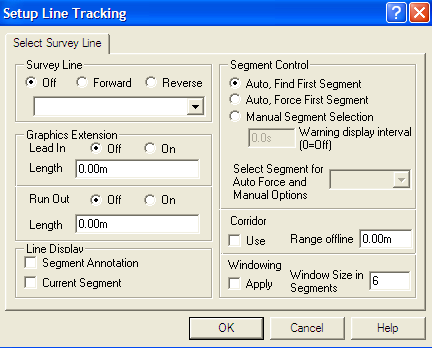 Setup Line Tracking
Select Survey Line
Survey Line
Off Forward Reverse
Graphics Extension
Lead In Off On
Length 0.00m
Run Out Off On
Length 0.00m
Line Display
Segment Annotation
Current Segment
Segment Control
Auto, Find First Segment
Auto, Force First Segment
Manual Segment Selection
0.0s Warning display interval
(0=Off)
Select Segment for
Auto Force and
Manual Options
Corridor
Use Range offline 0.00m
Windowing
Apply Window Size in
Segments 6
OK Cancel Help